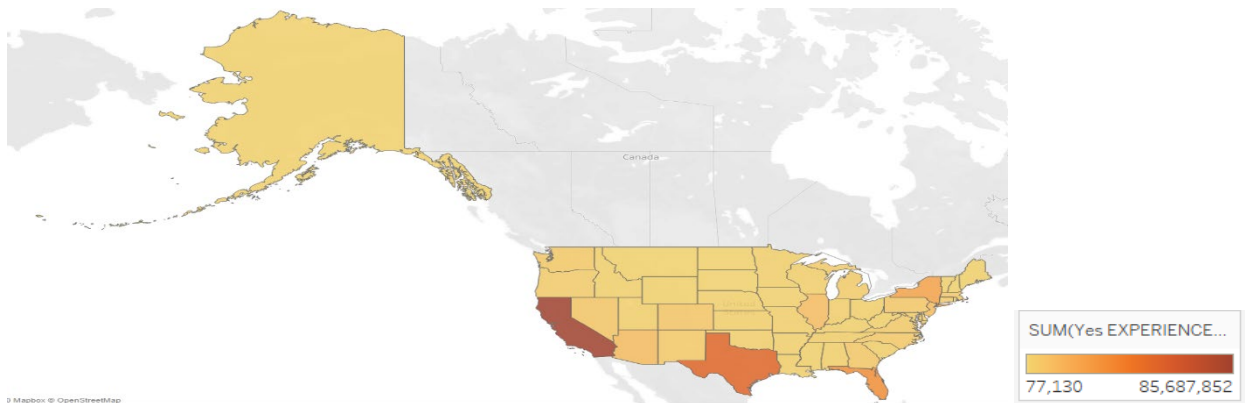 Canada
SUM(Yes EXPERIENCE...
77,130 85,687,852
Mapbox © OpenStreetMap